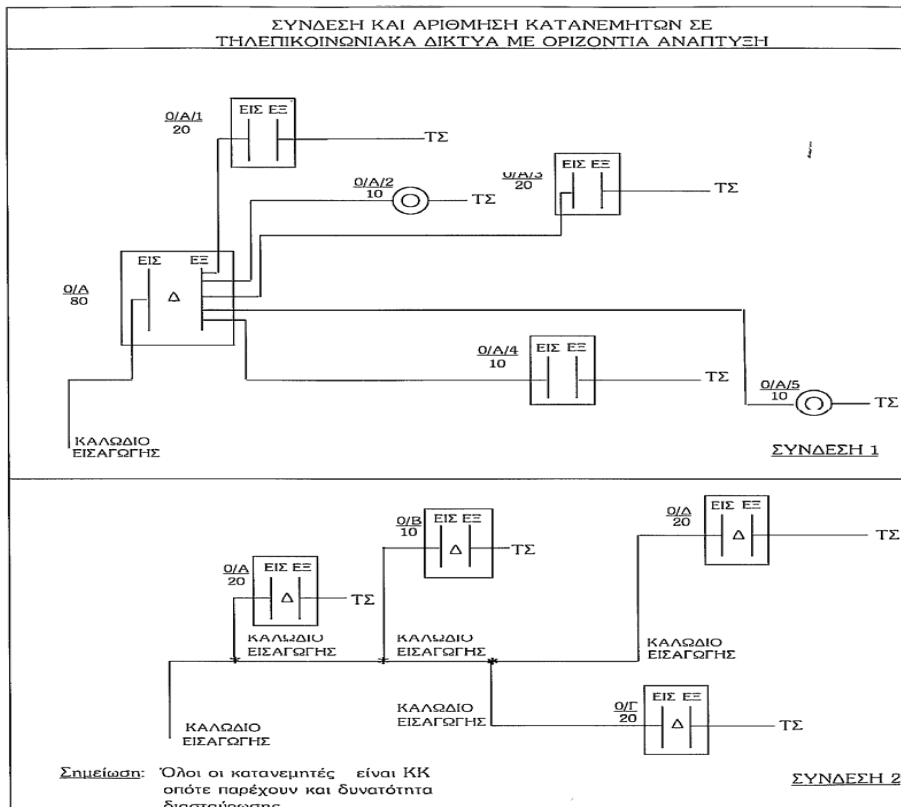 ΣΥΝΔΕΣΗ ΚΑΙ ΑΡΙΘΜΗΣΗ ΚΑΤΑΝΕΜΗΤΩΝ ΣΕ
ΤΗΛΕΠΙΚΟΙΝΩΝΙΑΚΑ ΔΙΚΤΥΑ ΜΕ ΟΡΙΖΟΝΤΙΑ ΑΝΑΠΤΥΞΗ
0/Α/1
20
ΕΙΣ ΕΞ
ΤΣ
0/Α/2
10
ΤΣ
0/Α/3
20
ΕΙΣ ΕΞ
ΤΣ
0/Α
80
ΕΙΣ ΕΞ
Δ
0/Α/4
10
ΕΙΣ ΕΞ
ΤΣ
0/Α/5
10
ΤΣ
ΚΑΛΩΔΙΟ
ΕΙΣΑΓΩΓΗΣ
ΣΥΝΔΕΣΗ 1
0/Α
20
ΕΙΣ ΕΞ
Δ
ΤΣ
0/Β
10
ΕΙΣ ΕΞ
Δ
ΤΣ
0/Δ
20
ΕΙΣ ΕΞ
Δ
ΤΣ
ΚΑΛΩΔΙΟ
ΕΙΣΑΓΩΓΗΣ
ΚΑΛΩΔΙΟ
ΕΙΣΑΓΩΓΗΣ
ΚΑΛΩΔΙΟ
ΕΙΣΑΓΩΓΗΣ
ΚΑΛΩΔΙΟ
ΕΙΣΑΓΩΓΗΣ
ΚΑΛΩΔΙΟ
ΕΙΣΑΓΩΓΗΣ
0/Γ
20
ΕΙΣ ΕΞ
Δ
ΤΣ
Σημείωση: Όλοι οι κατανεμητές είναι ΚΚ
οπότε παρέχουν και δυνατότητα
διασταύρωσης
ΣΥΝΔΕΣΗ 2